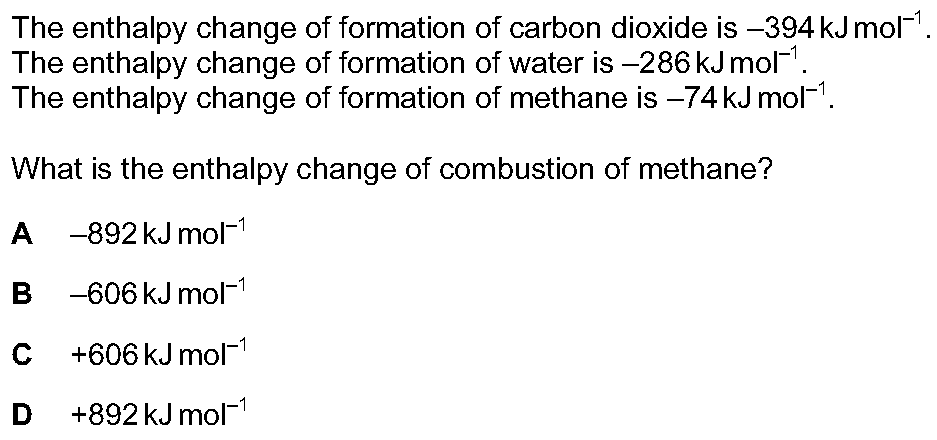 The enthalpy change of formation of carbon dioxide is –394 kJ mol⁻¹.
The enthalpy change of formation of water is –286 kJ mol⁻¹.
The enthalpy change of formation of methane is –74 kJ mol⁻¹.
What is the enthalpy change of combustion of methane?
A –892 kJ mol⁻¹
B –606 kJ mol⁻¹
C +606 kJ mol⁻¹
D +892 kJ mol⁻¹